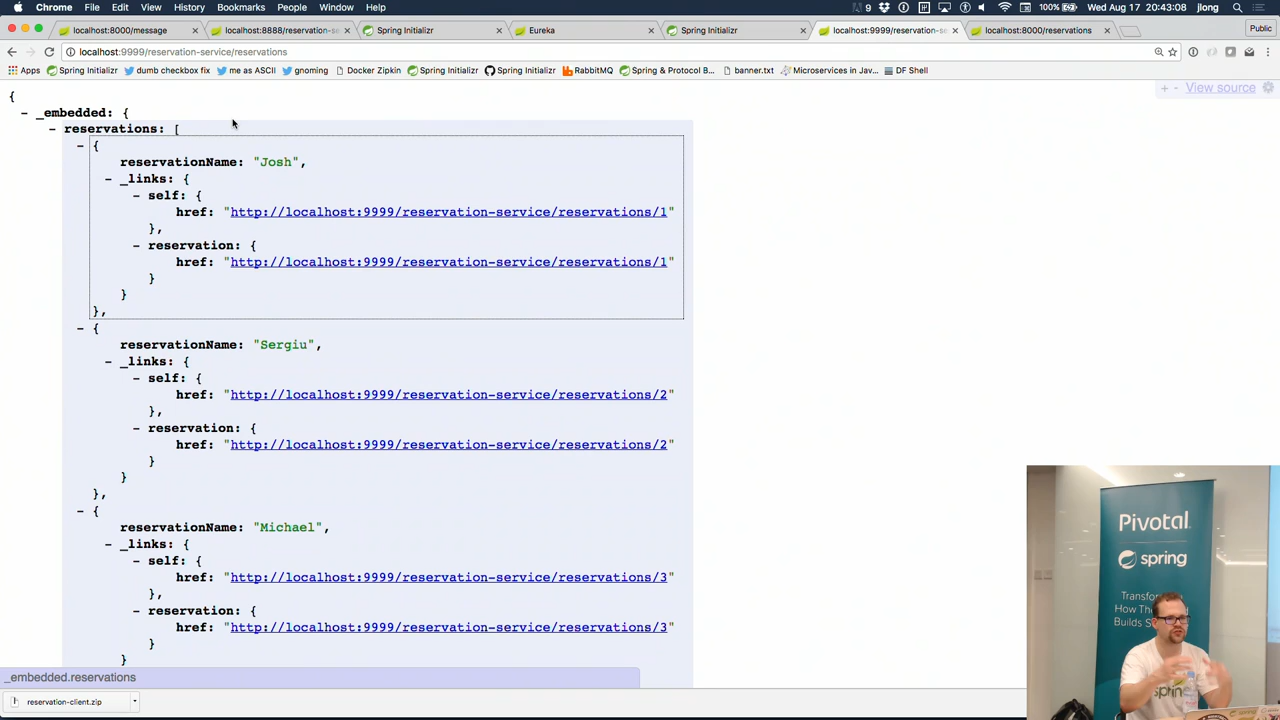 Chrome File Edit View History Bookmarks People Window Help 9 100% Wed Aug 17 20:43:08 jlong
localhost:8000/message localhost:8888/reservation-se Spring Initializr Eureka Spring Initializr localhost:9999/reservation-se localhost:8000/reservations Public
localhost:9999/reservation-service/reservations
Apps Spring Initializr dumb checkbox fix me as ASCII gnoming Docker Zipkin Spring Initializr Spring Initializr RabbitMQ Spring & Protocol B... banner.txt Microservices in Jav... DF Shell
View source
{
- _embedded: {
- reservations: [
- {
reservationName: "Josh",
- _links: {
- self: {
href: "http://localhost:9999/reservation-service/reservations/1"
},
- reservation: {
href: "http://localhost:9999/reservation-service/reservations/1"
}
}
},
- {
reservationName: "Sergiu",
- _links: {
- self: {
href: "http://localhost:9999/reservation-service/reservations/2"
},
- reservation: {
href: "http://localhost:9999/reservation-service/reservations/2"
}
}
},
- {
reservationName: "Michael",
- _links: {
- self: {
href: "http://localhost:9999/reservation-service/reservations/3"
},
- reservation: {
href: "http://localhost:9999/reservation-service/reservations/3"
}
}
_embedded.reservations
reservation-client.zip
Pivotal
spring
Transfor
How The
Builds S
sprin